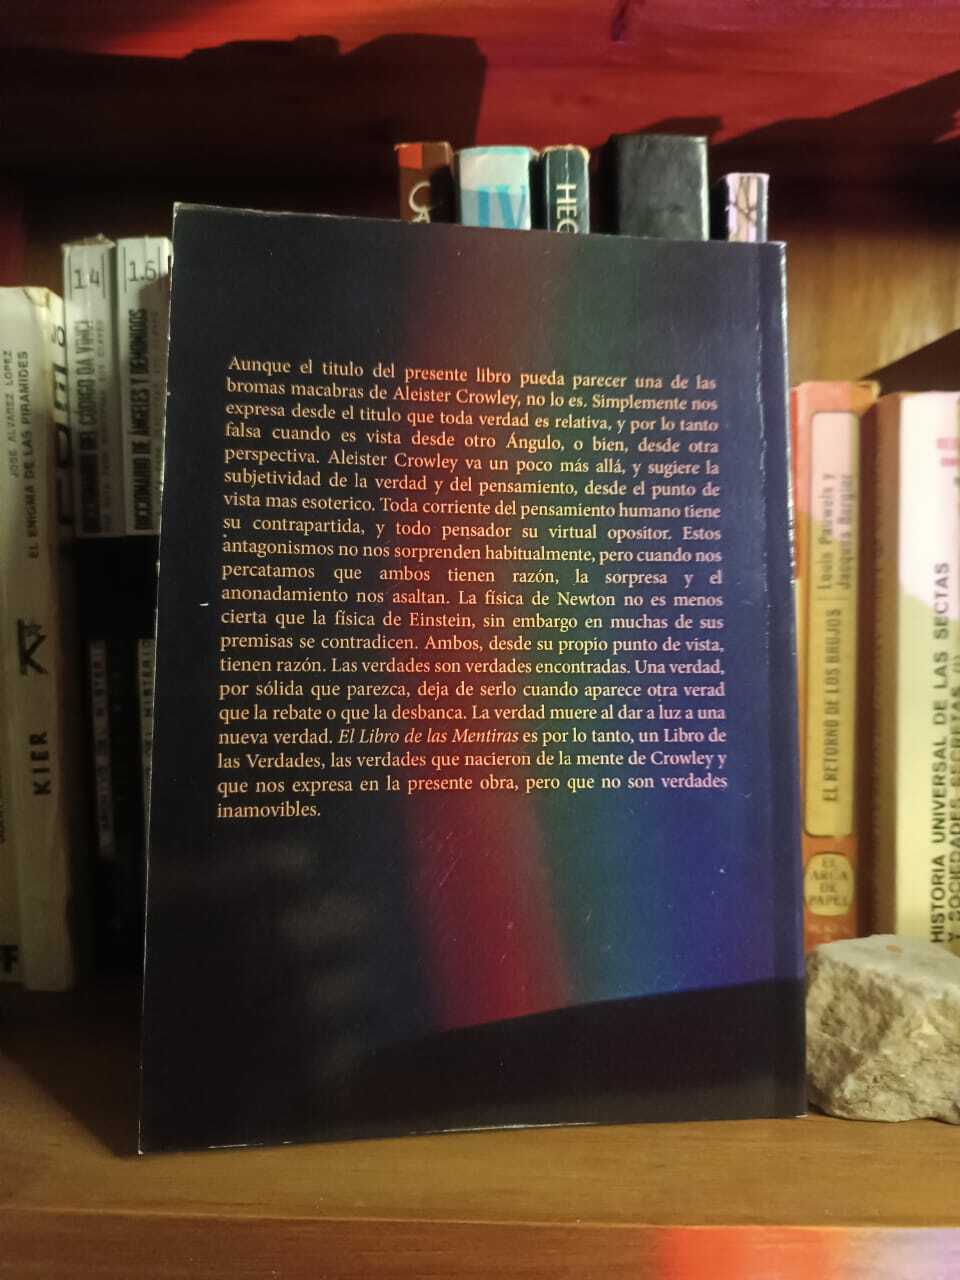 IV
HEG
1.4
1.5
JOSE ALVAREZ LOPEZ
EL ENIGMA DE LAS PIRAMIDES
KIER
DICCIONARIO DEL CODIGO DA VINCI
DICCIONARIO DE ANGELES Y DEMONIOS
Aunque el titulo del presente libro pueda parecer una de las
bromas macabras de Aleister Crowley, no lo es. Simplemente nos
expresa desde el titulo que toda verdad es relativa, y por lo tanto
falsa cuando es vista desde otro Ángulo, o bien, desde otra
perspectiva. Aleister Crowley va un poco más allá, y sugiere la
subjetividad de la verdad y del pensamiento, desde el punto de
vista mas esoterico. Toda corriente del pensamiento humano tiene
su contrapartida, y todo pensador su virtual opositor. Estos
antagonismos no nos sorprenden habitualmente, pero cuando nos
percatamos que ambos tienen razón, la sorpresa y el
anonadamiento nos asaltan. La física de Newton no es menos
cierta que la física de Einstein, sin embargo en muchas de sus
premisas se contradicen. Ambos, desde su propio punto de vista,
tienen razón. Las verdades son verdades encontradas. Una verdad,
por sólida que parezca, deja de serlo cuando aparece otra verad
que la rebate o que la desbanca. La verdad muere al dar a luz a una
nueva verdad. El Libro de las Mentiras es por lo tanto, un Libro de
las Verdades, las verdades que nacieron de la mente de Crowley y
que nos expresa en la presente obra, pero que no son verdades
inamovibles.
Louis Pauwels y
Jacques Bergier
EL RETORNO DE LOS BRUJOS
EL
ARCA
DE
PAPEL
HISTORIA UNIVERSAL DE LAS SECTAS
Y SOCIEDADES SECRETAS